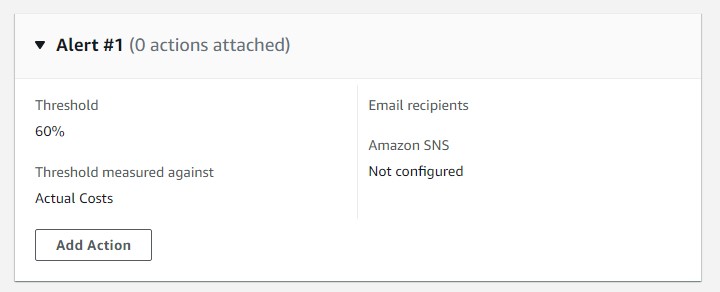 Alert #1 (0 actions attached)
Threshold
60%
Threshold measured against
Actual Costs
Email recipients
Amazon SNS
Not configured
Add Action